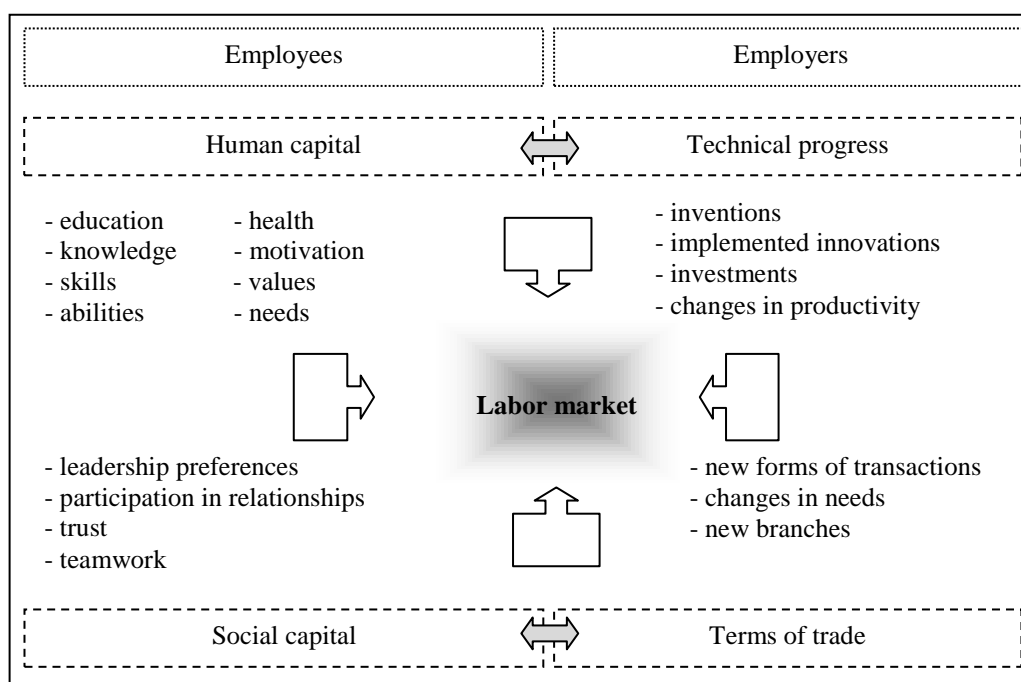 Employees
Employers
Human capital
Technical progress
- education
- knowledge
- skills
- abilities
- health
- motivation
- values
- needs
- inventions
- implemented innovations
- investments
- changes in productivity
Labor market
- leadership preferences
- participation in relationships
- trust
- teamwork
- new forms of transactions
- changes in needs
- new branches
Social capital
Terms of trade